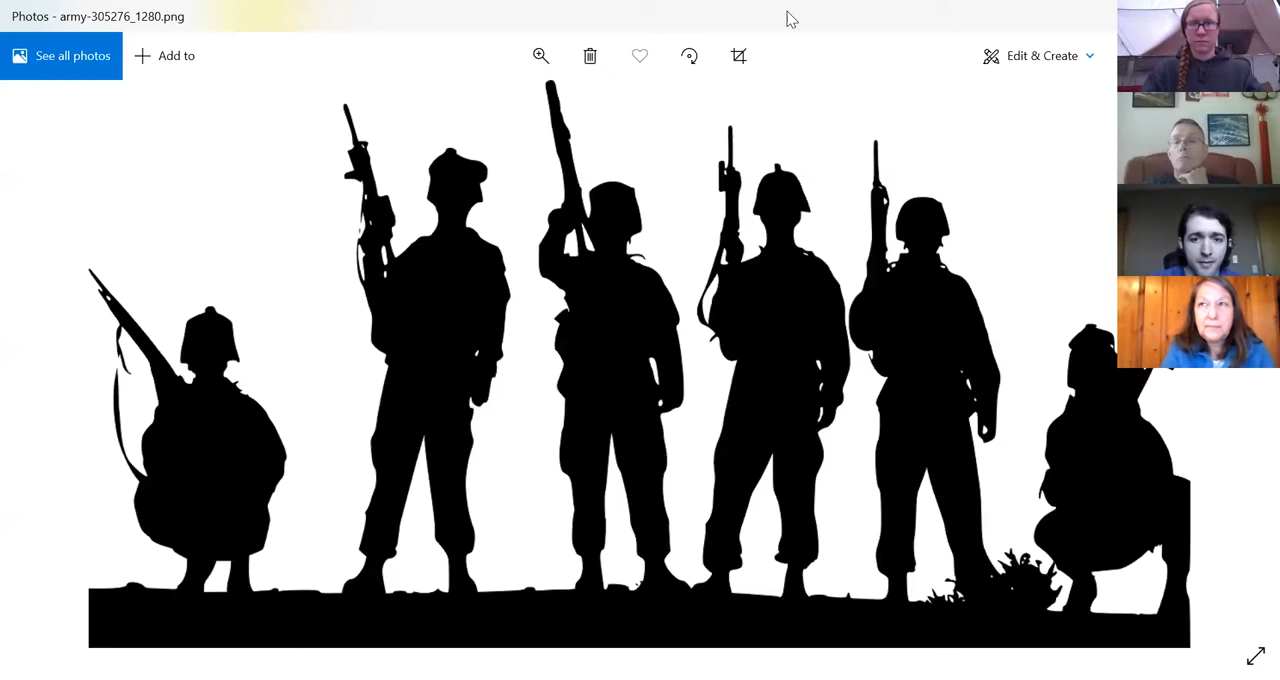 Photos - army-305276_1280.png
See all photos
Add to
Edit & Create